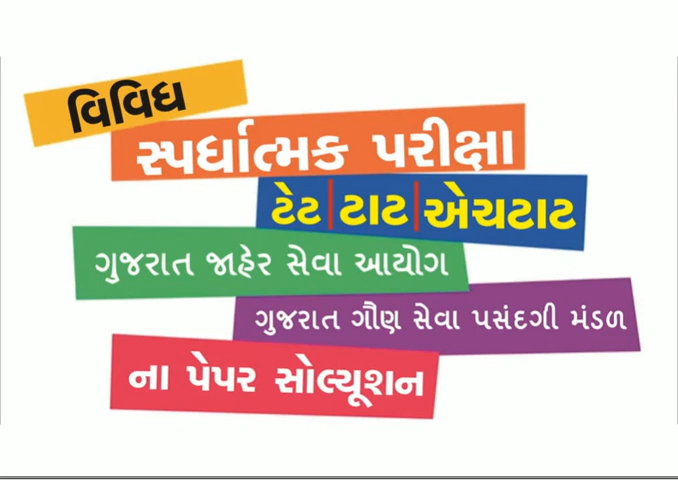 વિવિધ
સ્પર્ધાત્મક પરીક્ષા
ટેટ|ટાટ|એચટાટ
ગુજરાત જાહેર સેવા આયોગ
ગુજરાત ગૌણ સેવા પસંદગી મંડળ
ના પેપર સોલ્યૂશન